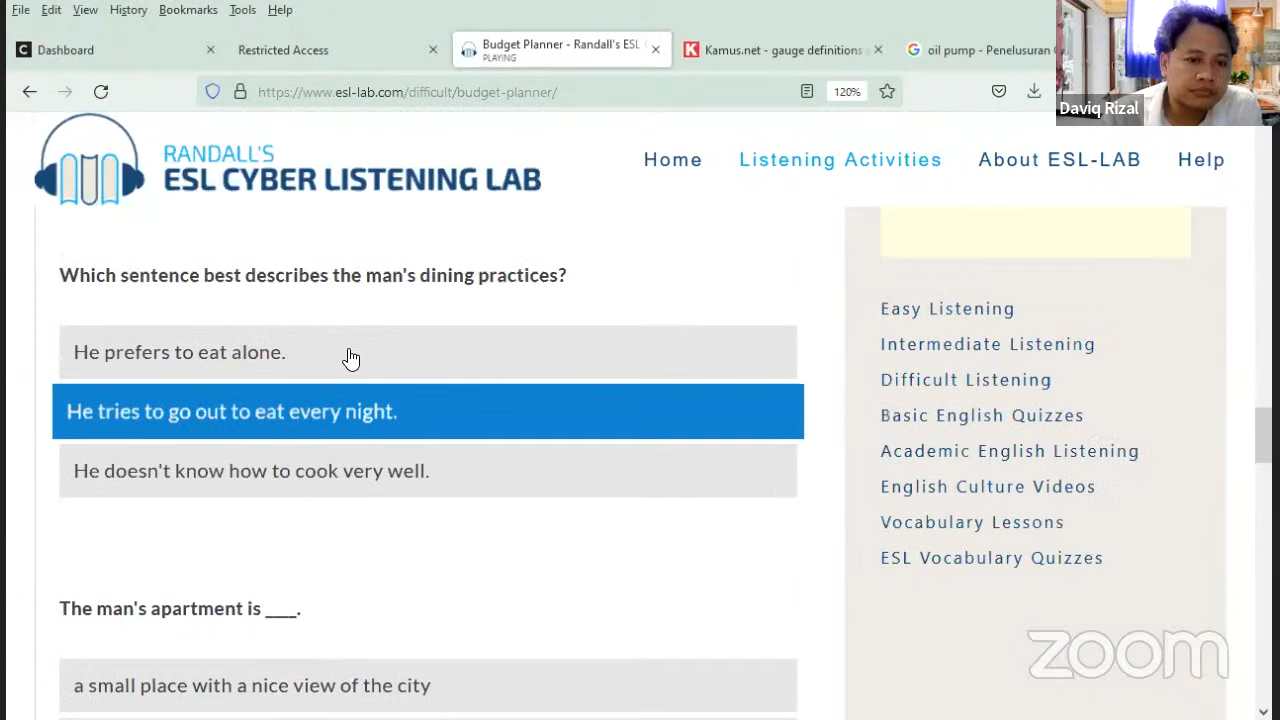 File Edit View History Bookmarks Tools Help
Dashboard
Restricted Access
Budget Planner - Randall's ESL
PLAYING
Kamus.net - gauge definitions
oil pump - Penelusuran
https://www.esl-lab.com/difficult/budget-planner/
120%
Daviq Rizal
RANDALL'S
ESL CYBER LISTENING LAB
Home Listening Activities About ESL-LAB Help
Which sentence best describes the man's dining practices?
He prefers to eat alone.
He tries to go out to eat every night.
He doesn't know how to cook very well.
The man's apartment is ____.
a small place with a nice view of the city
Easy Listening
Intermediate Listening
Difficult Listening
Basic English Quizzes
Academic English Listening
English Culture Videos
Vocabulary Lessons
ESL Vocabulary Quizzes
zoom